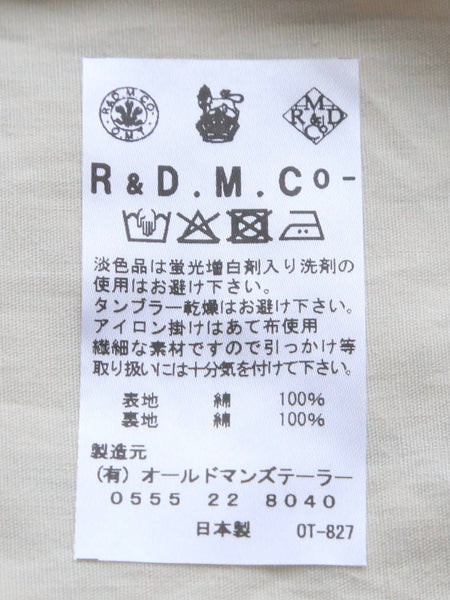 R&D.M.CO
O.N.T
M
R&D
Co
R & D . M . Co -
淡色品は蛍光増白剤入り洗剤の
使用はお避け下さい。
タンブラー乾燥はお避け下さい。
アイロン掛けはあて布使用
繊細な素材ですので引っかけ等
取り扱いには十分気を付けて下さい。
表地 綿 100%
裏地 綿 100%
製造元
(有) オールドマンズテーラー
0555 22 8040
日本製 OT-827